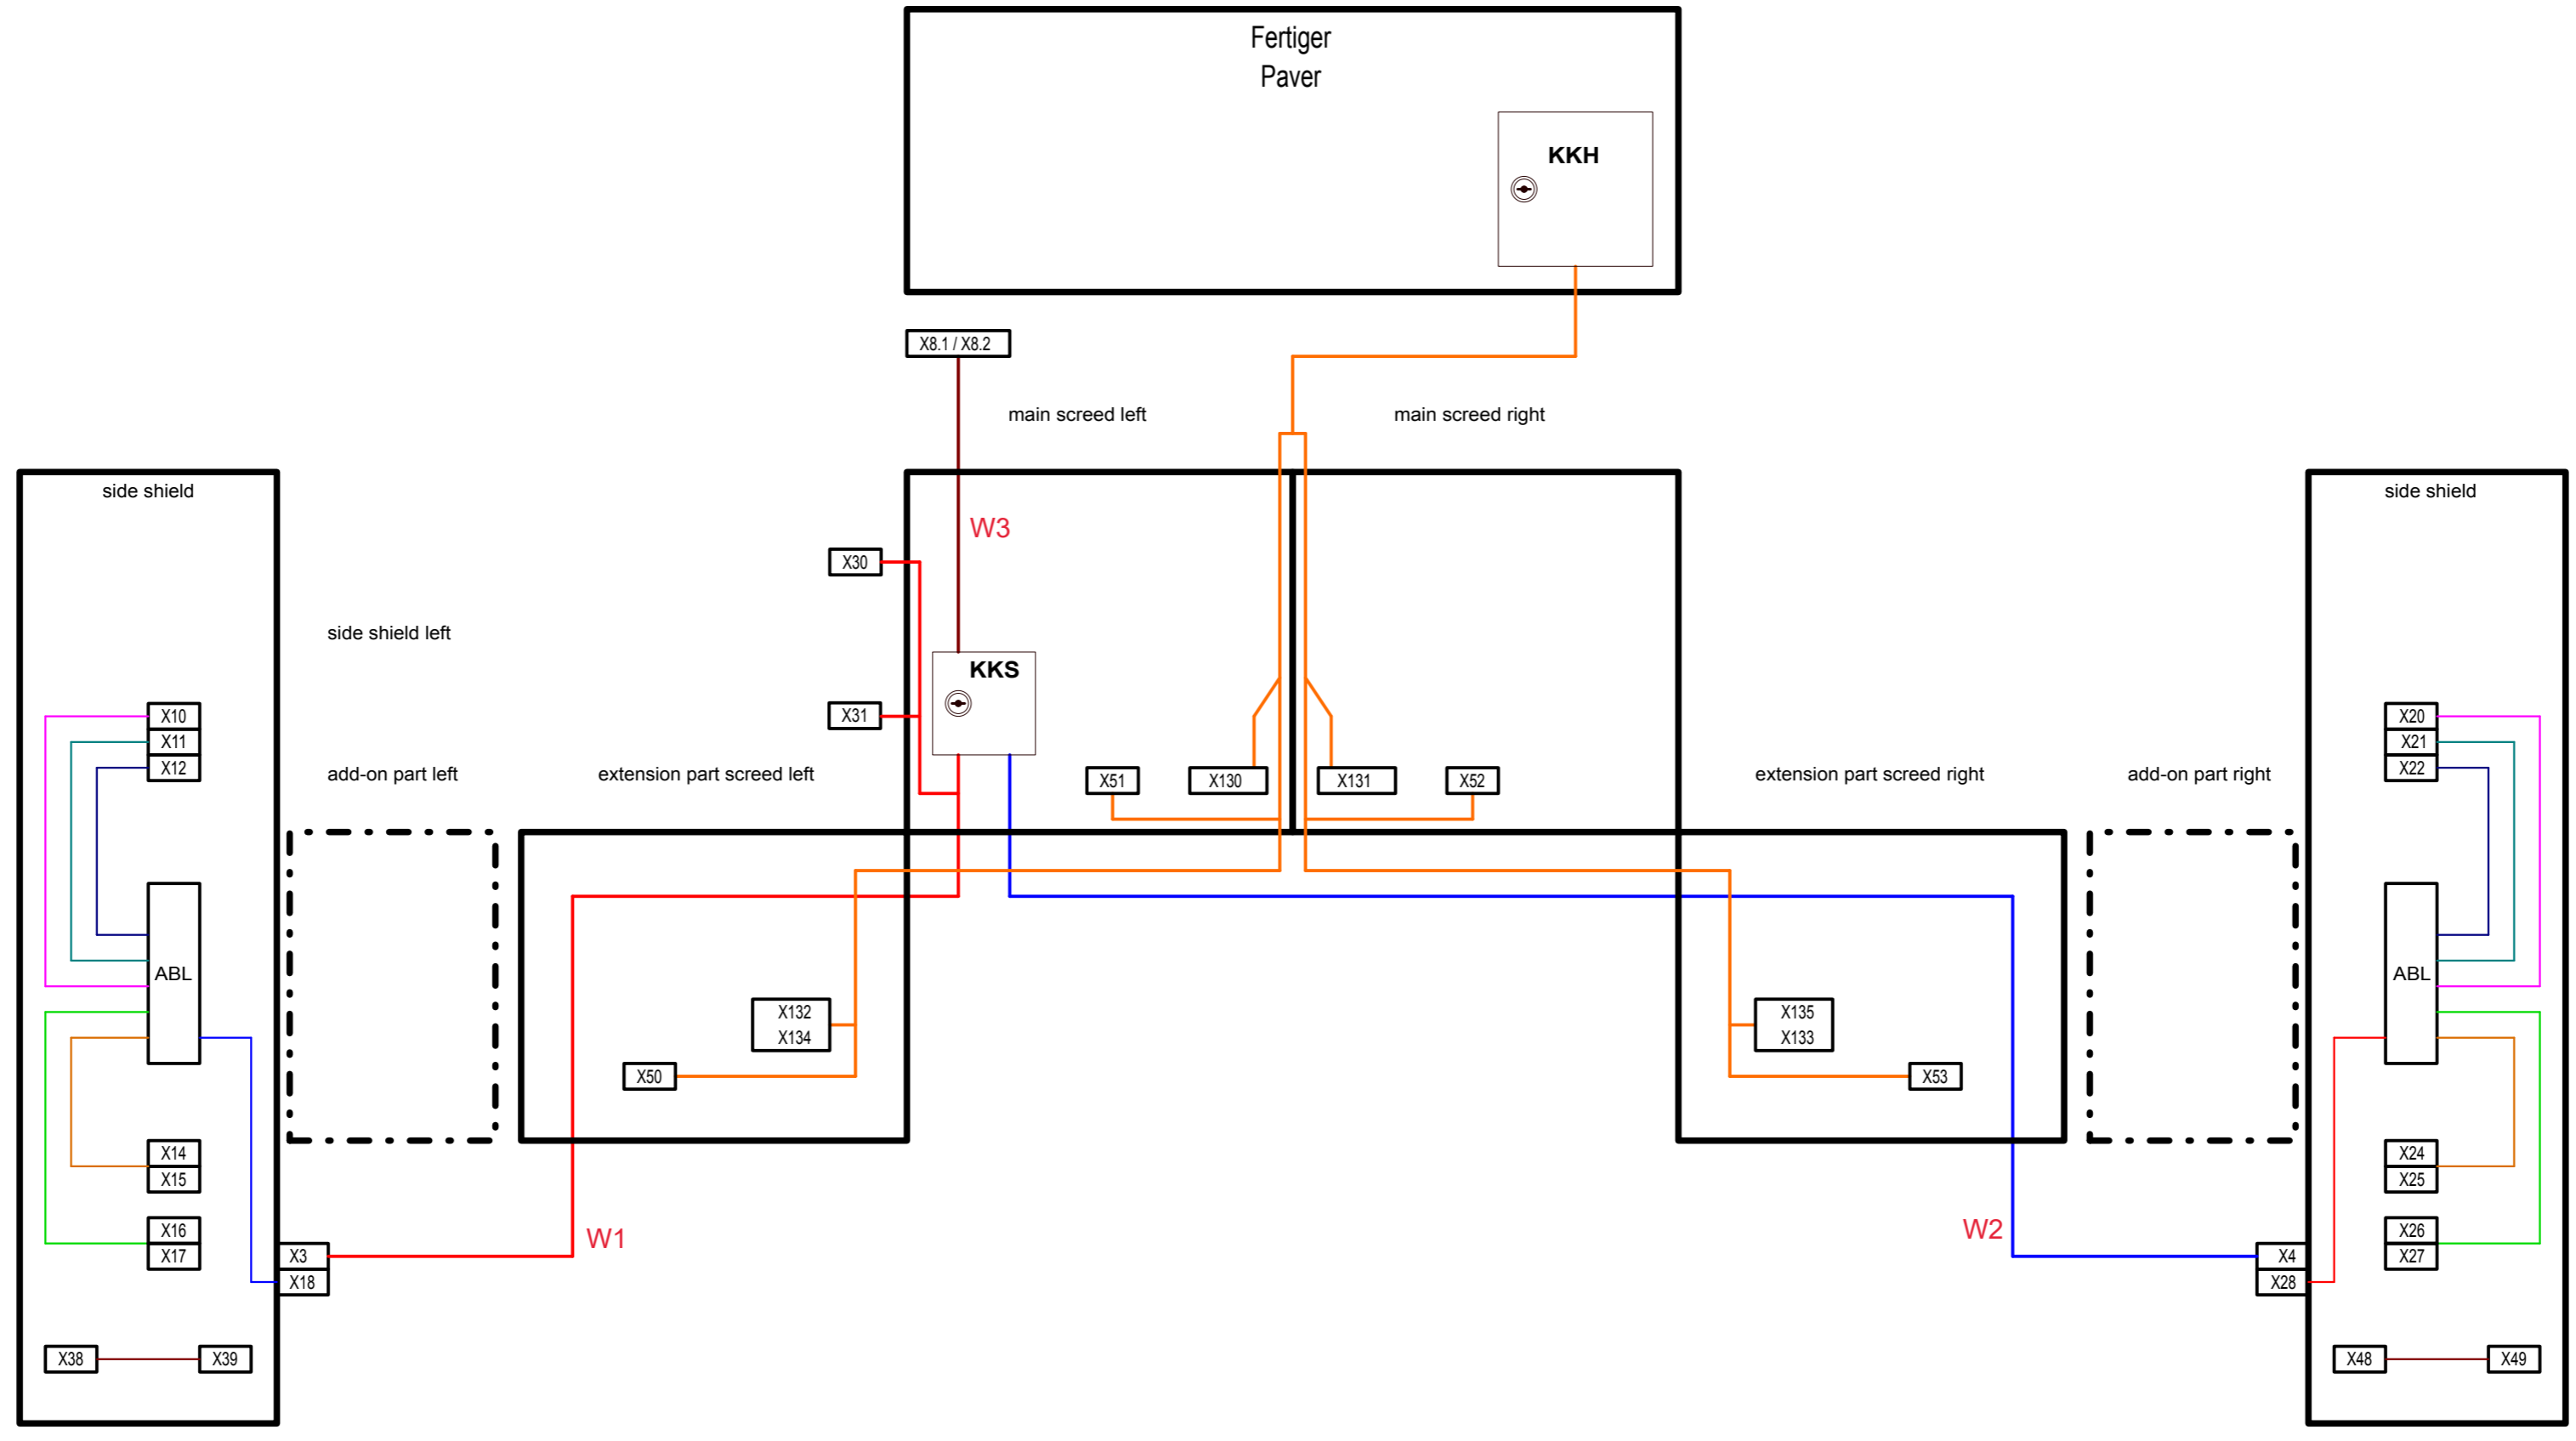 Fertiger
Paver
KKH
X8.1 / X8.2
main screed left
main screed right
side shield
side shield
W3
X30
side shield left
KKS
X10
X31
X20
X11
X21
X12
X22
add-on part left
extension part screed left
X51
X130
X131
X52
extension part screed right
add-on part right
ABL
ABL
X132
X134
X135
X133
X50
X53
X14
X15
X24
X25
X16
X17
X26
X27
W1
W2
X3
X18
X4
X28
X38
X39
X48
X49